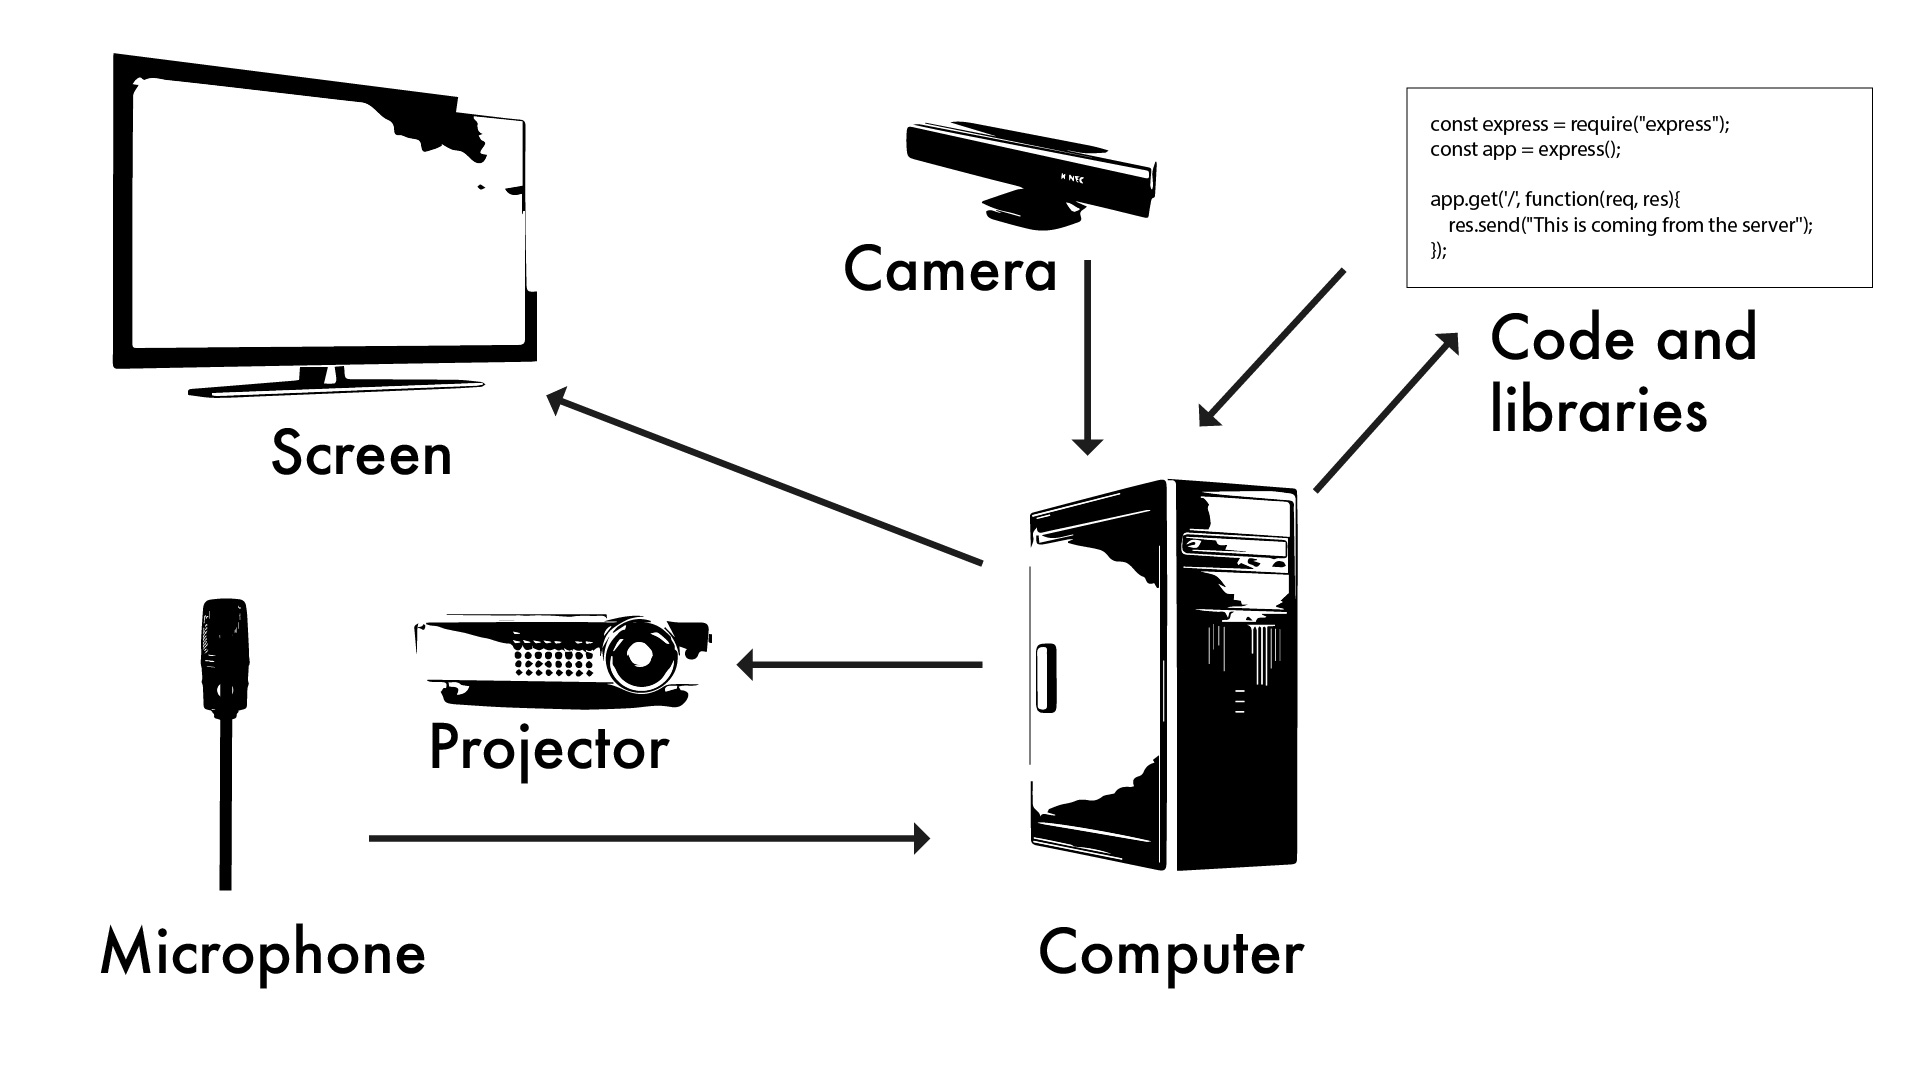 const express = require("express");
const app = express();
app.get('/', function(req, res){
res.send("This is coming from the server");
});
Camera
Code and
libraries
Screen
Projector
Microphone
Computer